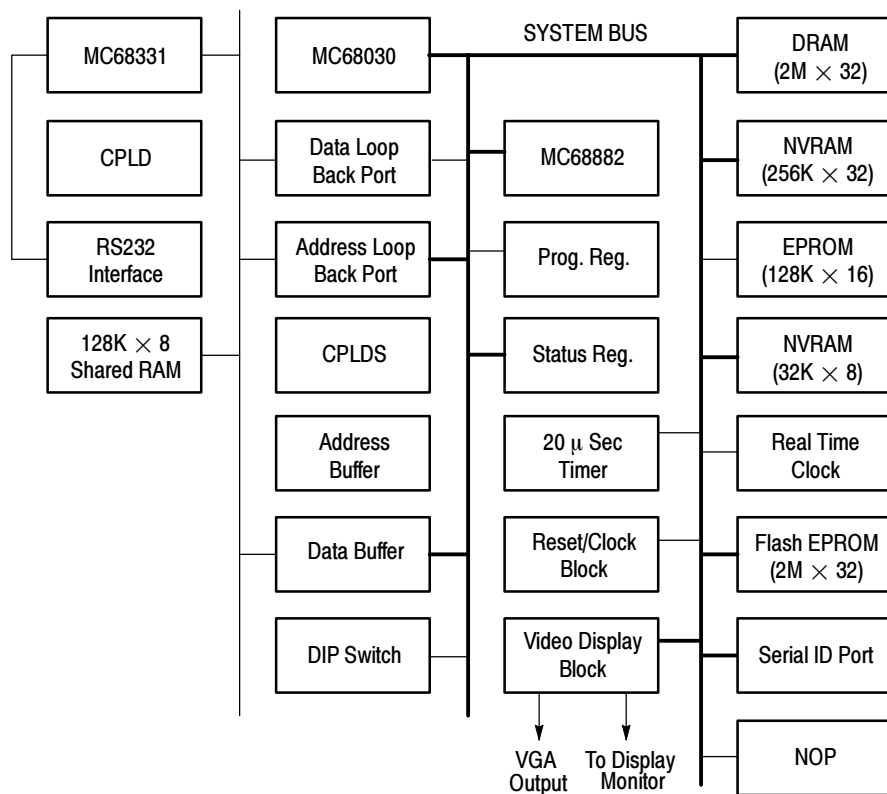 SYSTEM BUS
MC68331
MC68030
DRAM
(2M × 32)
CPLD
Data Loop
Back Port
MC68882
NVRAM
(256K × 32)
RS232
Interface
Address Loop
Back Port
Prog. Reg.
EPROM
(128K × 16)
128K × 8
Shared RAM
CPLDS
Status Reg.
NVRAM
(32K × 8)
Address
Buffer
20 μ Sec
Timer
Real Time
Clock
Data Buffer
Reset/Clock
Block
Flash EPROM
(2M × 32)
DIP Switch
Video Display
Block
Serial ID Port
VGA
Output
To Display
Monitor
NOP